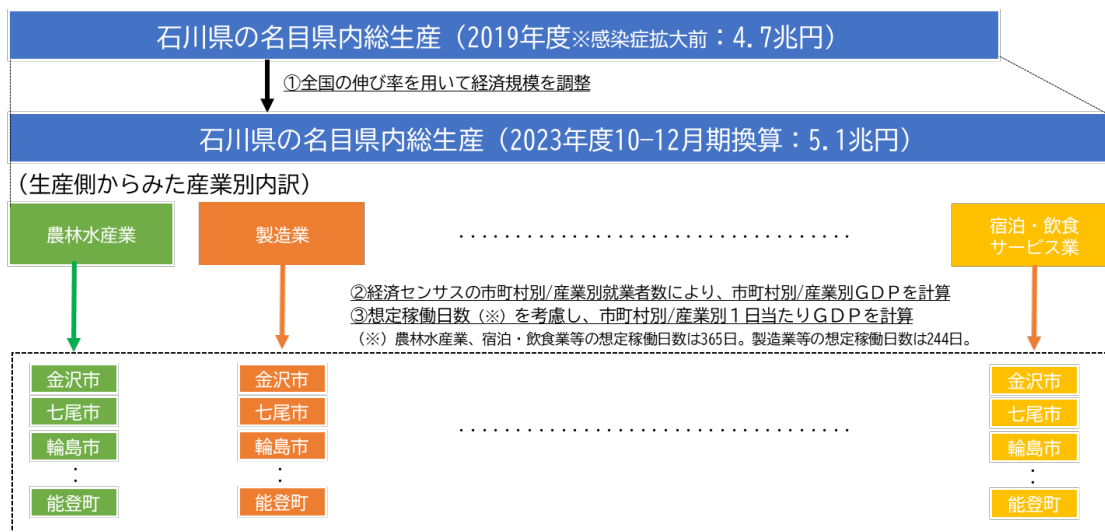 石川県の名目県内総生産（2019年度※感染症拡大前：4.7兆円）
①全国の伸び率を用いて経済規模を調整
石川県の名目県内総生産（2023年度10-12月期換算：5.1兆円）
（生産側からみた産業別内訳）
農林水産業
製造業
‥‥‥‥‥‥‥‥‥‥‥‥‥‥‥‥‥
宿泊・飲食
サービス業
②経済センサスの市町村別/産業別就業者数により、市町村別/産業別ＧＤＰを計算
③想定稼働日数（※）を考慮し、市町村別/産業別１日当たりＧＤＰを計算
（※）農林水産業、宿泊・飲食業等の想定稼働日数は365日。製造業等の想定稼働日数は244日。
金沢市
七尾市
輪島市
：
能登町
金沢市
七尾市
輪島市
：
能登町
‥‥‥‥‥‥‥‥‥‥‥‥‥‥‥‥‥
金沢市
七尾市
輪島市
：
能登町